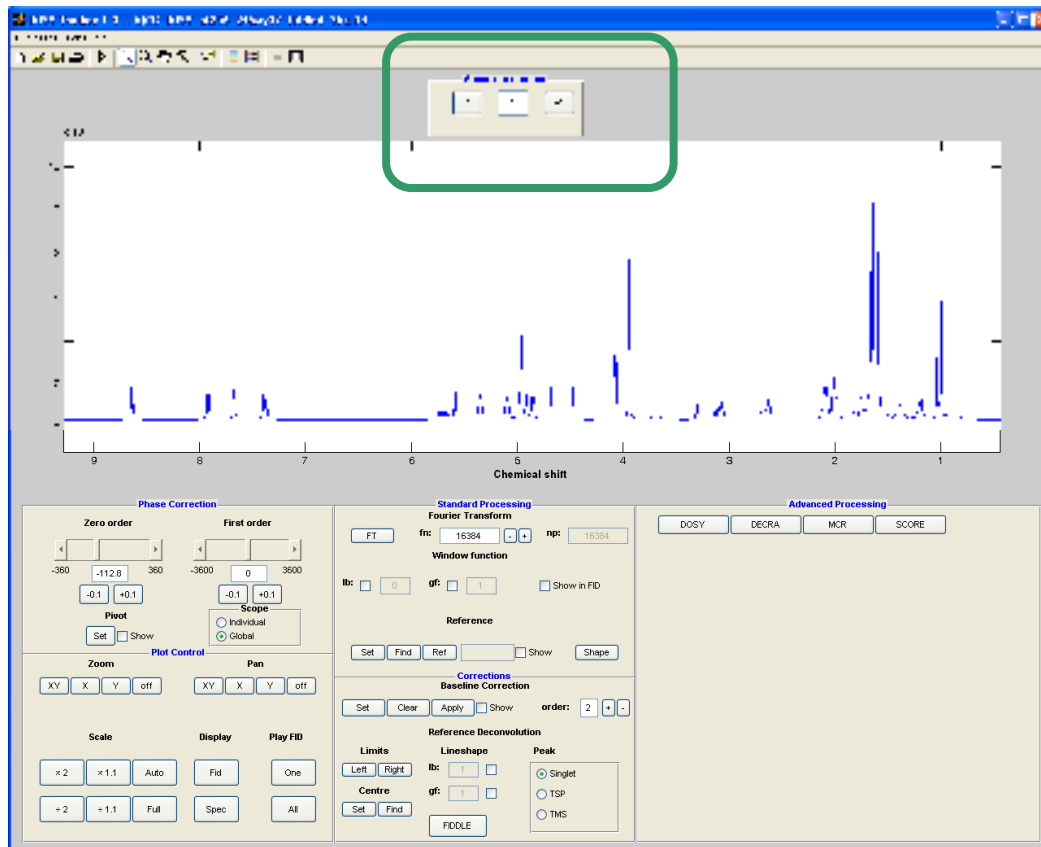 9 8 7 6 5 4 3 2 1
Chemical shift
Phase Correction
Zero order First order
-360 -112.8 360 -3600 0 3600
-0.1 +0.1 -0.1 +0.1
Pivot
Set Show
Scope
Individual
Global
Plot Control
Zoom Pan
XY X Y off XY X Y off
Scale Display Play FID
× 2 × 1.1 Auto Fid One
÷ 2 ÷ 1.1 Full Spec All
Standard Processing
Fourier Transform
FT fn: 16384 - + np: 16384
Window function
lb: 0 gf: 1 Show in FID
Reference
Set Find Ref Show Shape
Corrections
Baseline Correction
Set Clear Apply Show order: 2 + -
Reference Deconvolution
Limits Lineshape Peak
Left Right lb: 1 Singlet
Centre gf: 1 TSP
Set Find TMS
FIDDLE
Advanced Processing
DOSY DECRA MCR SCORE